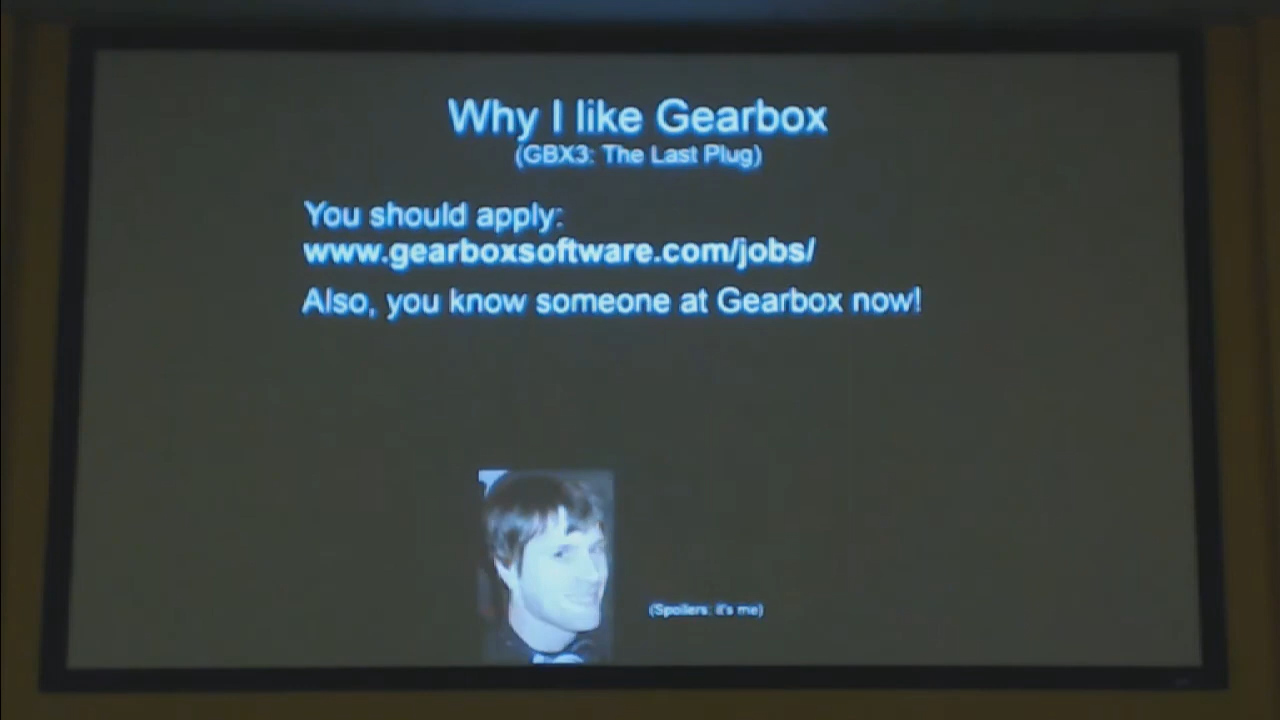 Why I like Gearbox
(GBX3: The Last Plug)
You should apply:
www.gearboxsoftware.com/jobs/
Also, you know someone at Gearbox now!
(Spoilers: it's me)